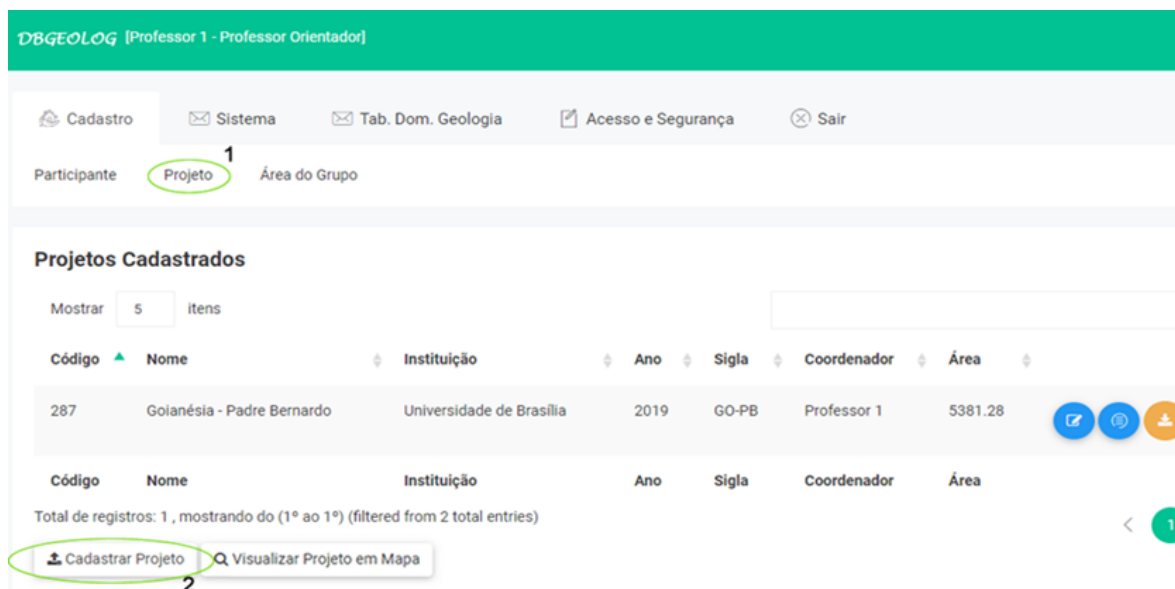 DBGEOLOG [Professor 1 - Professor Orientador]
Cadastro Sistema Tab. Dom. Geologia Acesso e Segurança Sair
1
Participante Projeto Área do Grupo
Projetos Cadastrados
Mostrar 5 itens
Código Nome Instituição Ano Sigla Coordenador Área
287 Goianésia - Padre Bernardo Universidade de Brasília 2019 GO-PB Professor 1 5381.28
Código Nome Instituição Ano Sigla Coordenador Área
Total de registros: 1 , mostrando do (1º ao 1º) (filtered from 2 total entries)
< 1
Cadastrar Projeto Visualizar Projeto em Mapa
2